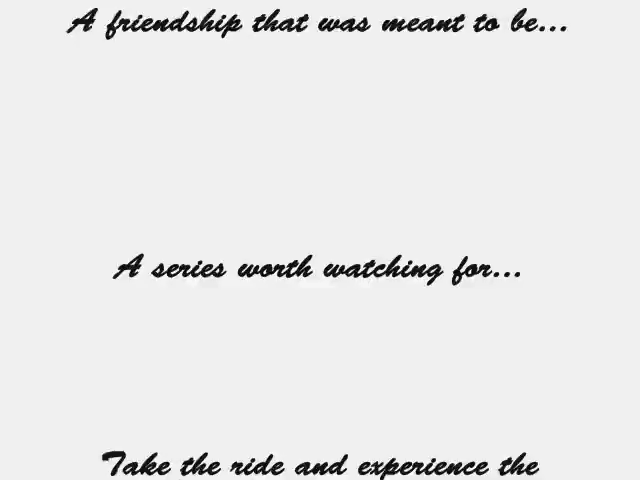 A friendship that was meant to be...
A series worth watching for...
Take the ride and experience the